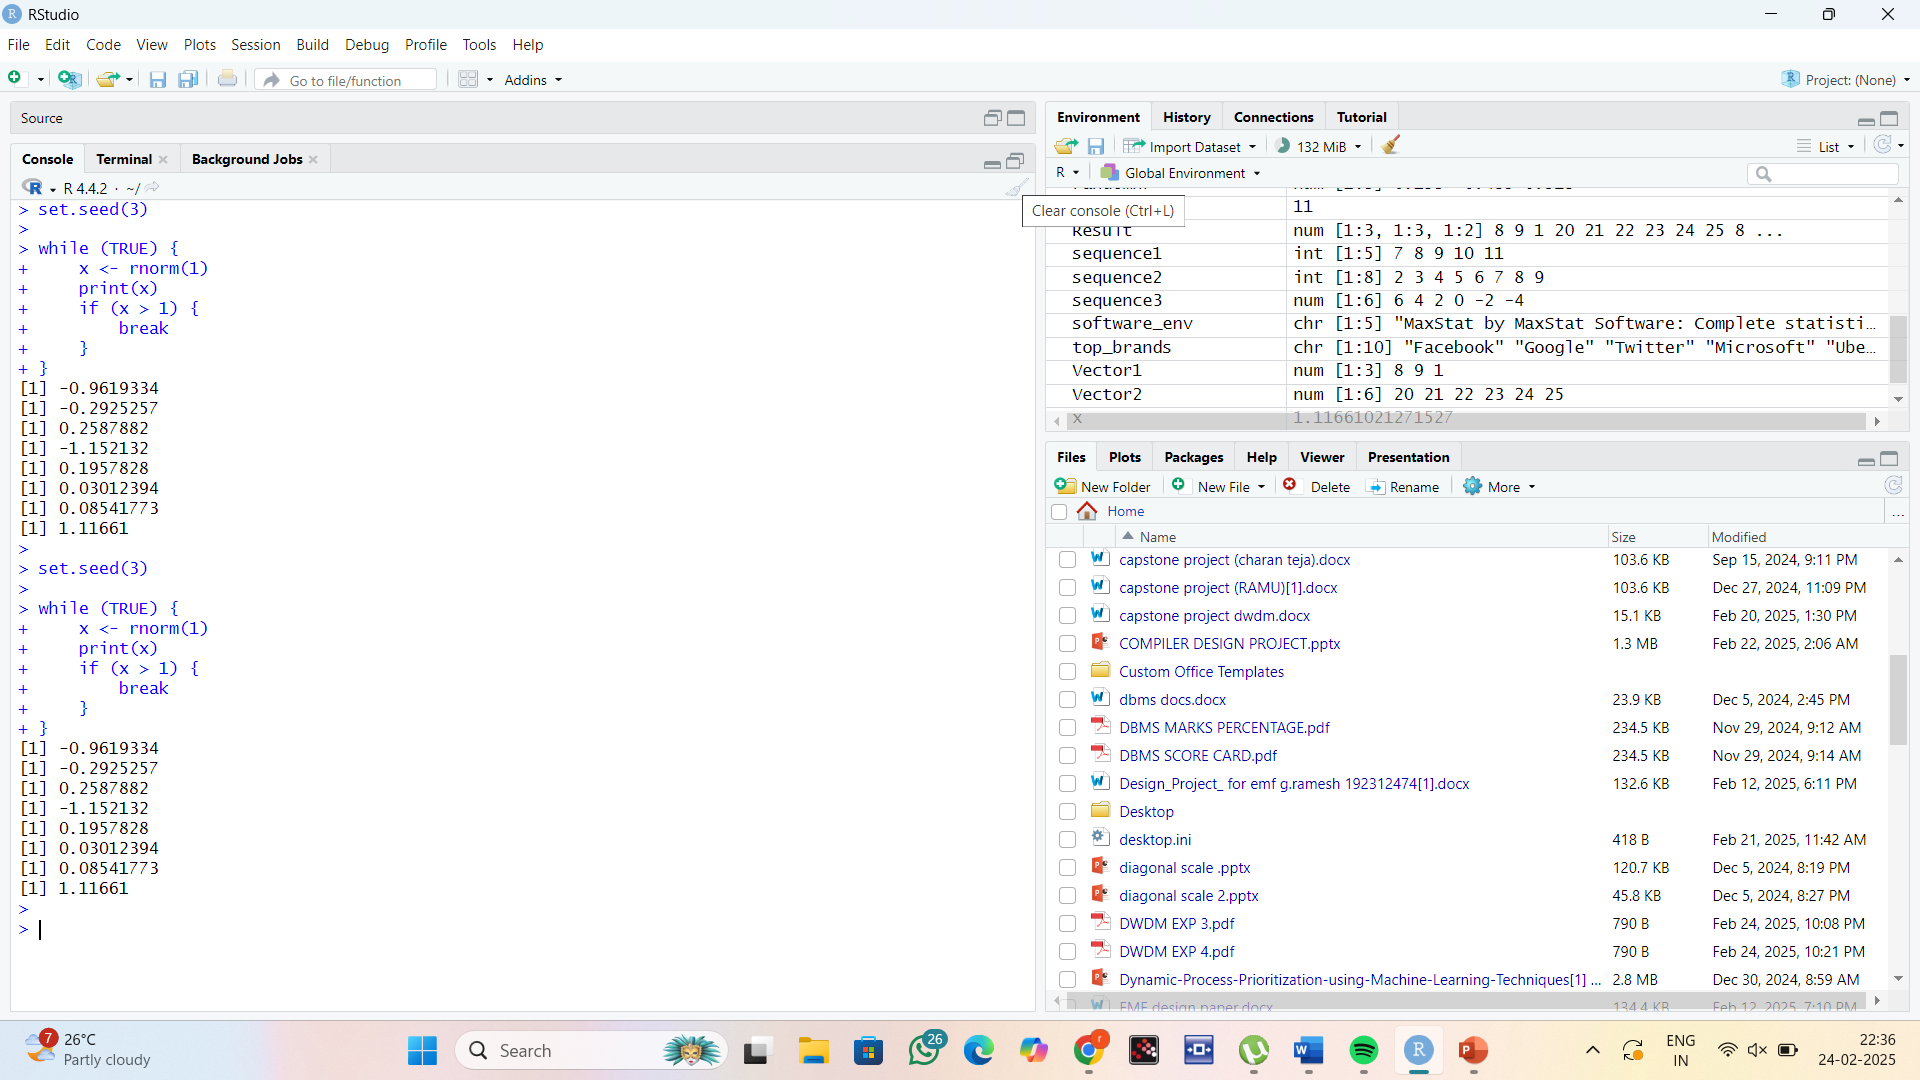 RStudio
File Edit Code View Plots Session Build Debug Profile Tools Help
Go to file/function Addins Project: (None)
Source
Console Terminal Background Jobs
R 4.4.2 · ~/
> set.seed(3)
>
> while (TRUE) {
+ x <- rnorm(1)
+ print(x)
+ if (x > 1) {
+ break
+ }
+ }
[1] -0.9619334
[1] -0.2925257
[1] 0.2587882
[1] -1.152132
[1] 0.1957828
[1] 0.03012394
[1] 0.08541773
[1] 1.11661
>
> set.seed(3)
>
> while (TRUE) {
+ x <- rnorm(1)
+ print(x)
+ if (x > 1) {
+ break
+ }
+ }
[1] -0.9619334
[1] -0.2925257
[1] 0.2587882
[1] -1.152132
[1] 0.1957828
[1] 0.03012394
[1] 0.08541773
[1] 1.11661
>
>
Environment History Connections Tutorial
Import Dataset 132 MiB List
R Global Environment
Clear console (Ctrl+L)
11
Result num [1:3, 1:3, 1:2] 8 9 1 20 21 22 23 24 25 8 ...
sequence1 int [1:5] 7 8 9 10 11
sequence2 int [1:8] 2 3 4 5 6 7 8 9
sequence3 num [1:6] 6 4 2 0 -2 -4
software_env chr [1:5] "MaxStat by MaxStat Software: Complete statisti…
top_brands chr [1:10] "Facebook" "Google" "Twitter" "Microsoft" "Ube…
Vector1 num [1:3] 8 9 1
Vector2 num [1:6] 20 21 22 23 24 25
x 1.11661021271527
Files Plots Packages Help Viewer Presentation
New Folder New File Delete Rename More
Home ...
Name Size Modified
capstone project (charan teja).docx 103.6 KB Sep 15, 2024, 9:11 PM
capstone project (RAMU)[1].docx 103.6 KB Dec 27, 2024, 11:09 PM
capstone project dwdm.docx 15.1 KB Feb 20, 2025, 1:30 PM
COMPILER DESIGN PROJECT.pptx 1.3 MB Feb 22, 2025, 2:06 AM
Custom Office Templates
dbms docs.docx 23.9 KB Dec 5, 2024, 2:45 PM
DBMS MARKS PERCENTAGE.pdf 234.5 KB Nov 29, 2024, 9:12 AM
DBMS SCORE CARD.pdf 234.5 KB Nov 29, 2024, 9:14 AM
Design_Project_ for emf g.ramesh 192312474[1].docx 132.6 KB Feb 12, 2025, 6:11 PM
Desktop
desktop.ini 418 B Feb 21, 2025, 11:42 AM
diagonal scale .pptx 120.7 KB Dec 5, 2024, 8:19 PM
diagonal scale 2.pptx 45.8 KB Dec 5, 2024, 8:27 PM
DWDM EXP 3.pdf 790 B Feb 24, 2025, 10:08 PM
DWDM EXP 4.pdf 790 B Feb 24, 2025, 10:21 PM
Dynamic-Process-Prioritization-using-Machine-Learning-Techniques[1] ... 2.8 MB Dec 30, 2024, 8:59 AM
EMF design paper.docx 134.4 KB Feb 12, 2025, 7:10 PM
7 26°C
Partly cloudy
Search
26
ENG
IN
22:36
24-02-2025